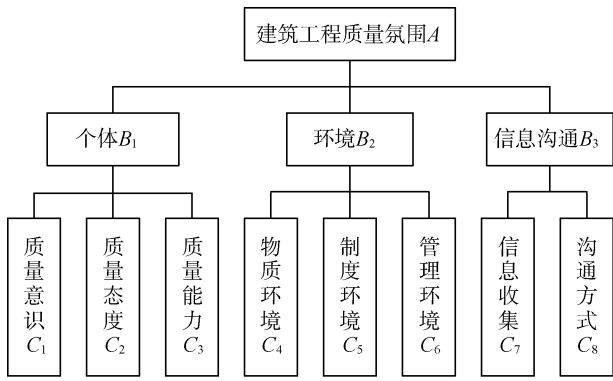 建筑工程质量氛围A
个体B₁
环境B₂
信息沟通B₃
质量意识C₁
质量态度C₂
质量能力C₃
物质环境C₄
制度环境C₅
管理环境C₆
信息收集C₇
沟通方式C₈